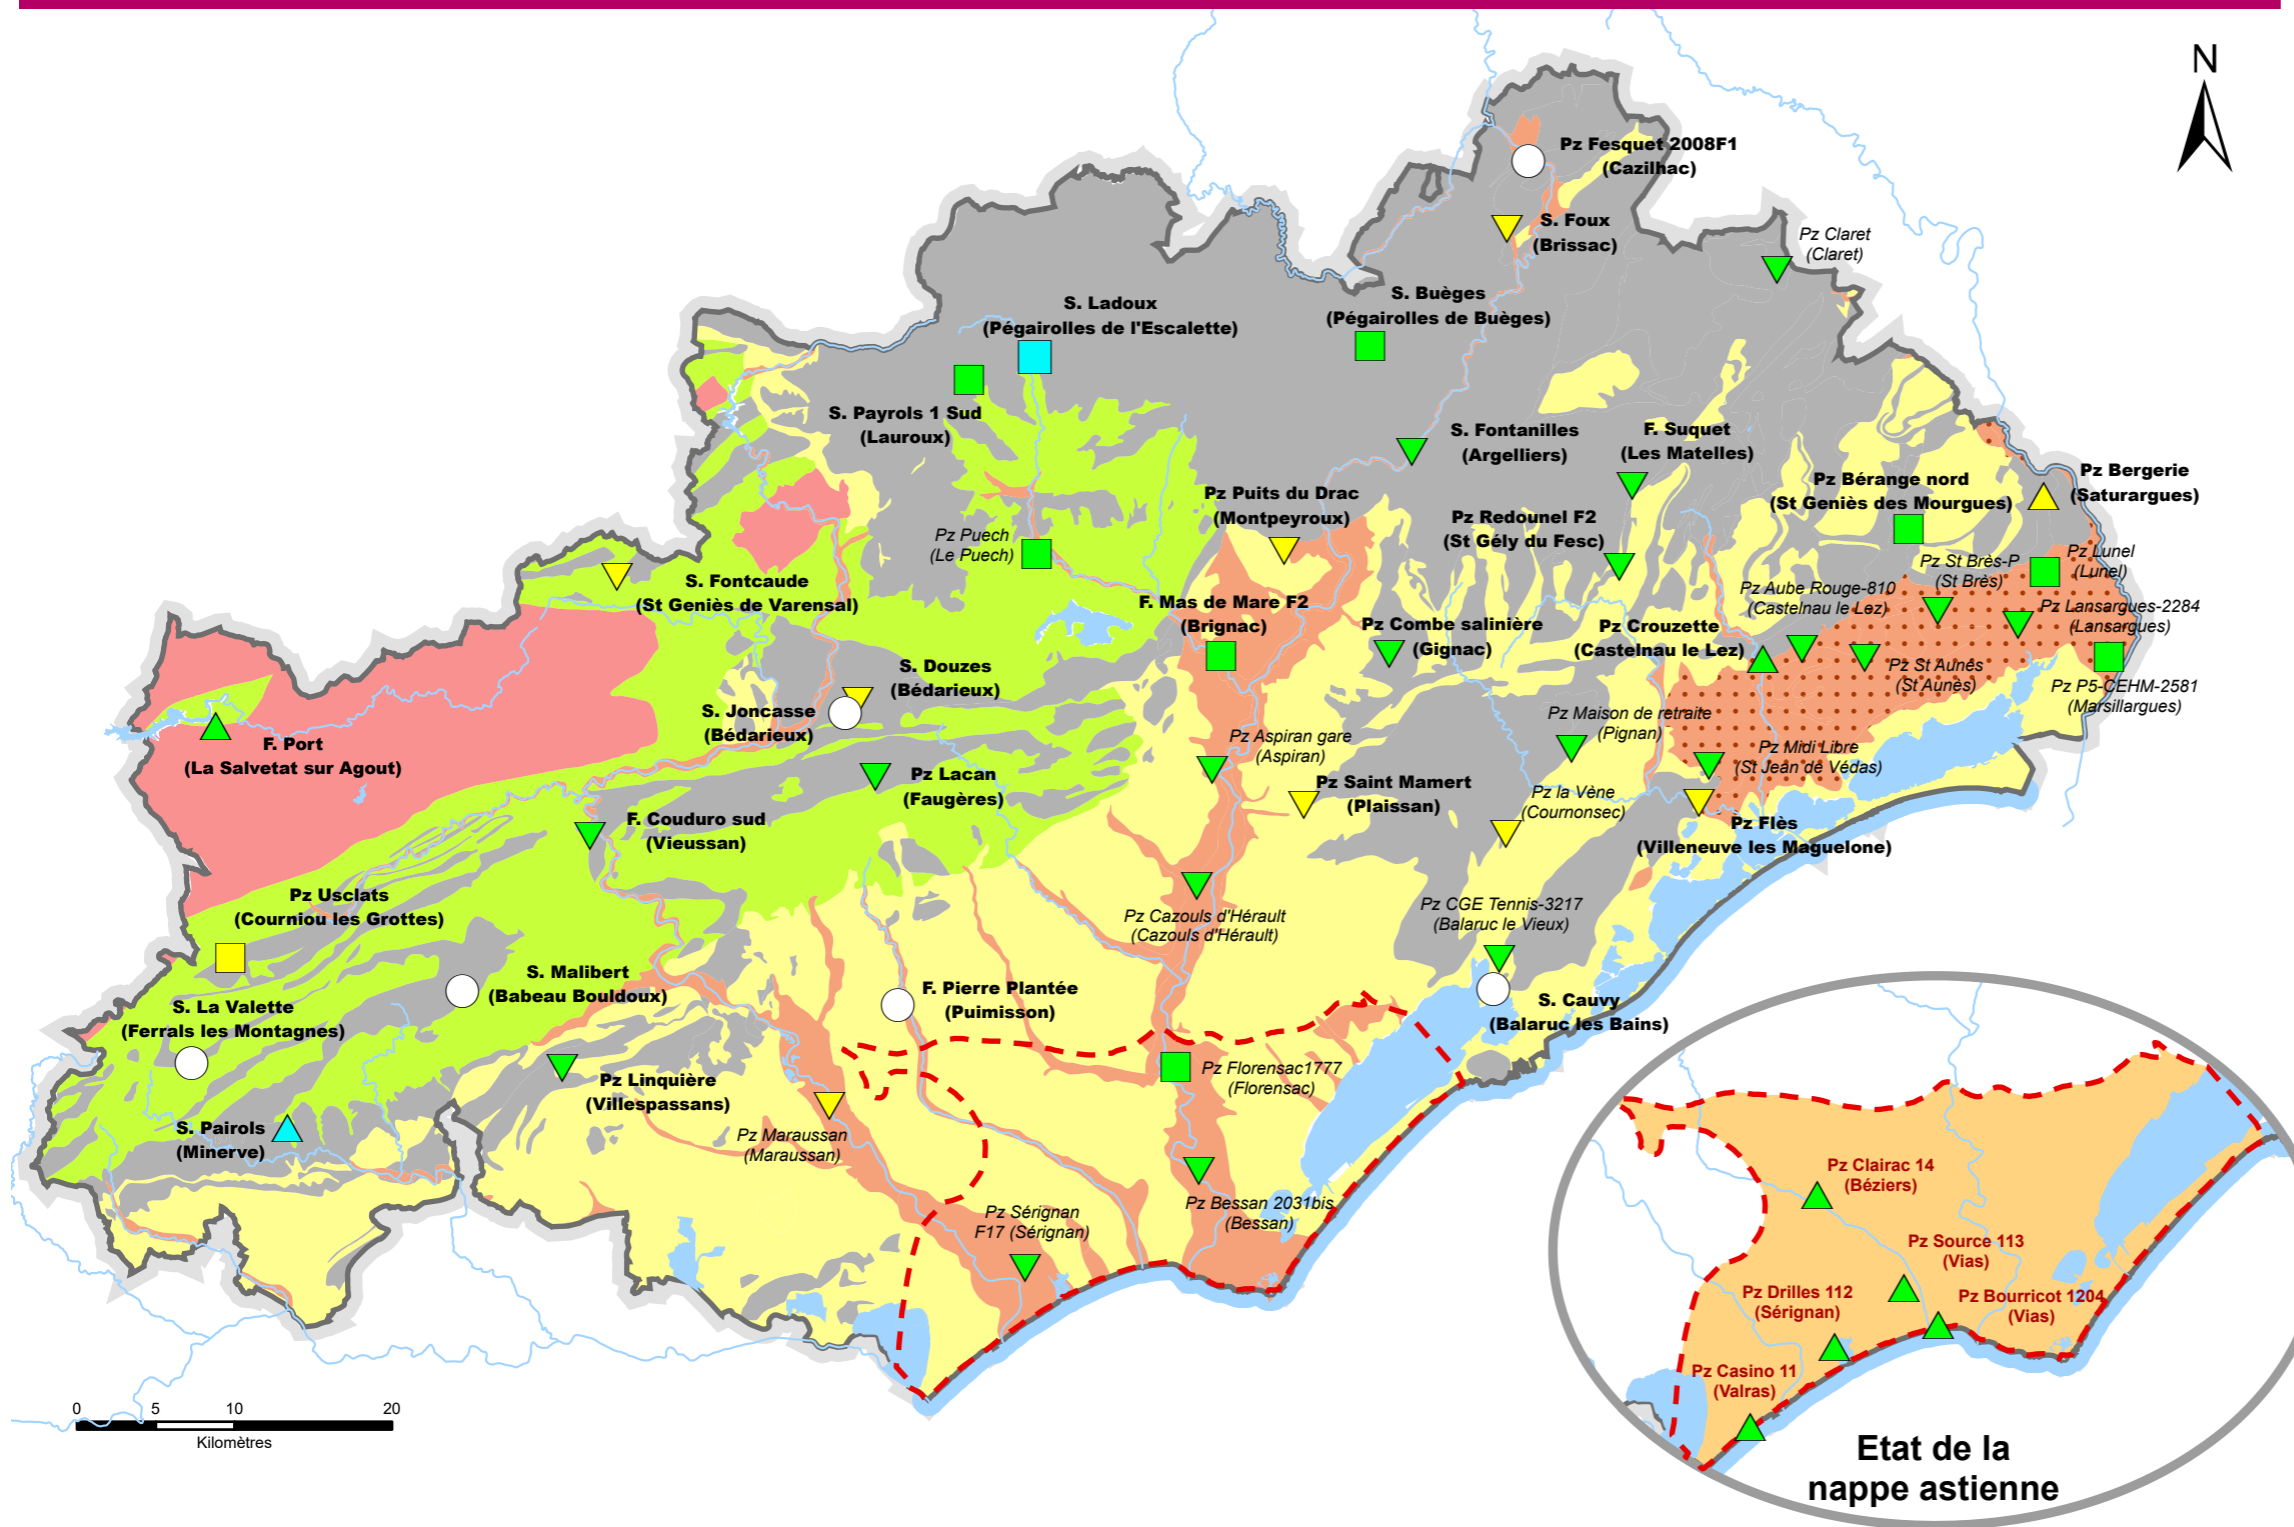 N
Pz Fesquet 2008F1
(Cazilhac)
S. Foux
(Brissac)
Pz Claret
(Claret)
S. Ladoux
(Pégairolles de l'Escalette)
S. Buèges
(Pégairolles de Buèges)
S. Payrols 1 Sud
(Lauroux)
S. Fontanilles
(Argelliers)
F. Suquet
(Les Matelles)
Pz Bergerie
(Saturargues)
Pz Bérange nord
(St Geniès des Mourgues)
Pz Puits du Drac
(Montpeyroux)
Pz Redounel F2
(St Gély du Fesc)
Pz Puech
(Le Puech)
Pz Lunel
(Lunel)
Pz St Brès-P
(St Brès)
S. Fontcaude
(St Geniès de Varensal)
Pz Aube Rouge-810
(Castelnau le Lez)
F. Mas de Mare F2
(Brignac)
Pz Lansargues-2284
(Lansargues)
Pz Combe salinière
(Gignac)
Pz Crouzette
(Castelnau le Lez)
S. Douzes
(Bédarieux)
Pz St Aunés
(St Aunès)
Pz P5-CEHM-2581
(Marsillargues)
S. Joncasse
(Bédarieux)
Pz Maison de retraite
(Pignan)
F. Port
(La Salvetat sur Agout)
Pz Aspiran gare
(Aspiran)
Pz Midi Libre
(St Jean de Védas)
Pz Lacan
(Faugères)
Pz Saint Mamert
(Plaissan)
Pz la Vène
(Cournonsec)
F. Couduro sud
(Vieussan)
Pz Flès
(Villeneuve les Maguelone)
Pz Usclats
(Courniou les Grottes)
Pz Cazouls d'Hérault
(Cazouls d'Hérault)
Pz CGE Tennis-3217
(Balaruc le Vieux)
S. Malibert
(Babeau Bouldoux)
F. Pierre Plantée
(Puimisson)
S. La Valette
(Ferrals les Montagnes)
S. Cauvy
(Balaruc les Bains)
Pz Florensac1777
(Florensac)
Pz Linquière
(Villespassans)
S. Pairols
(Minerve)
Pz Maraussan
(Maraussan)
Pz Sérignan
F17 (Sérignan)
Pz Bessan 2031bis
(Bessan)
Pz Clairac 14
(Béziers)
Pz Source 113
(Vias)
Pz Drilles 112
(Sérignan)
Pz Bourricot 1204
(Vias)
Pz Casino 11
(Valras)
0 5 10 20
Kilomètres
Etat de la
nappe astienne